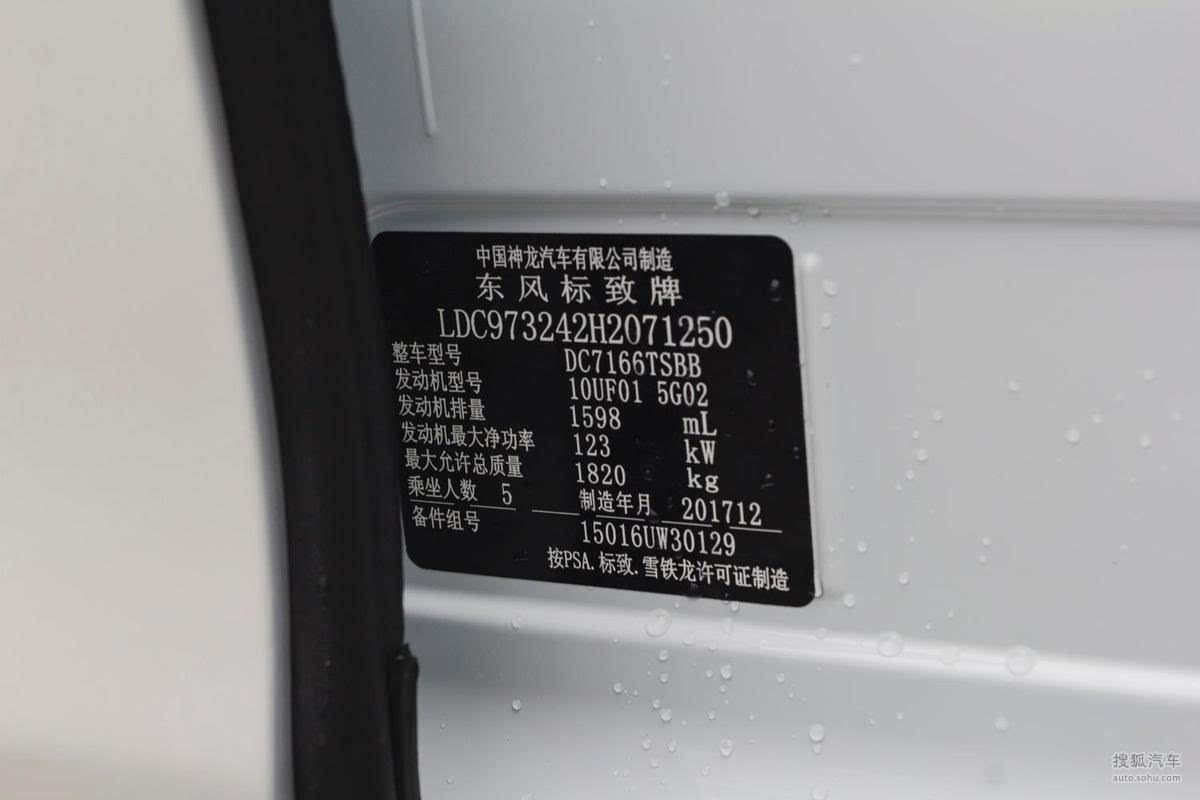 中国神龙汽车有限公司制造
东风标致牌
LDC973242H2071250
整车型号 DC7166TSBB
发动机型号 10UF01 5G02
发动机排量 1598 mL
发动机最大净功率 123 kW
最大允许总质量 1820 kg
乘坐人数 5 制造年月 201712
备件组号 15016UW30129
按PSA.标致.雪铁龙许可证制造
搜狐汽车
auto.sohu.com